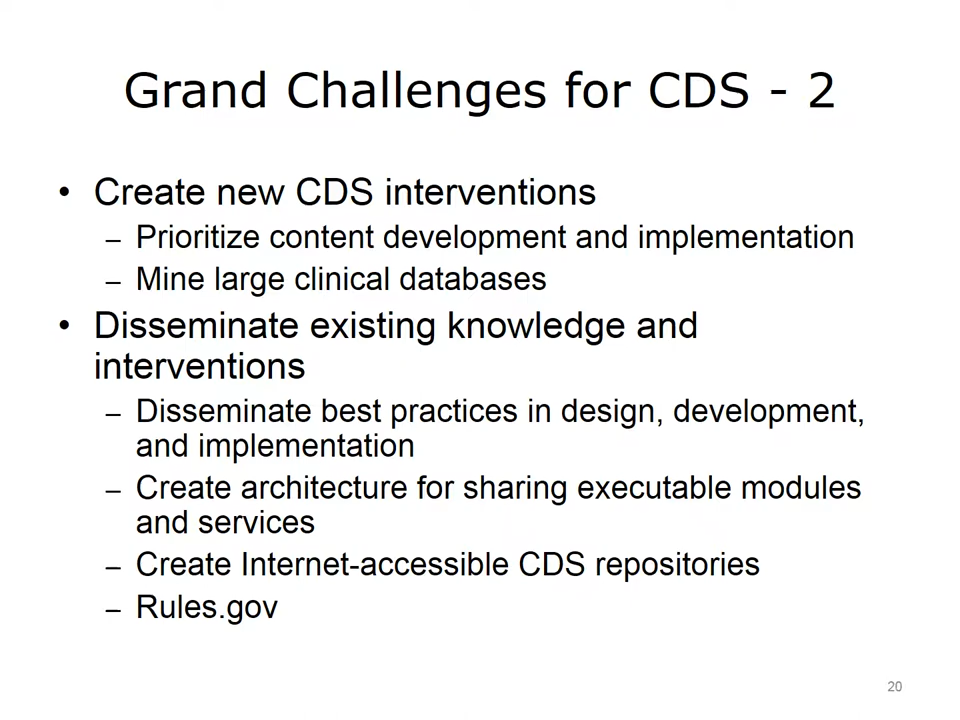 Grand Challenges for CDS - 2
• Create new CDS interventions
– Prioritize content development and implementation
– Mine large clinical databases
• Disseminate existing knowledge and
interventions
– Disseminate best practices in design, development,
and implementation
– Create architecture for sharing executable modules
and services
– Create Internet-accessible CDS repositories
– Rules.gov
20